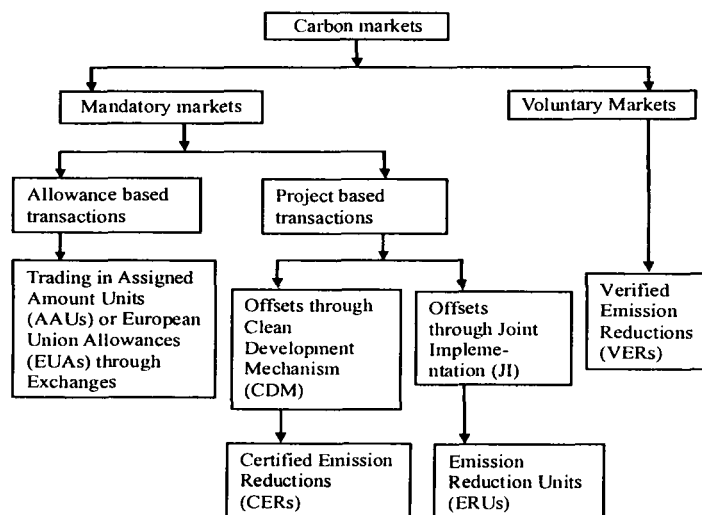 Carbon markets
Mandatory markets
Voluntary Markets
Allowance based
transactions
Project based
transactions
Trading in Assigned
Amount Units
(AAUs) or European
Union Allowances
(EUAs) through
Exchanges
Offsets through
Clean
Development
Mechanism
(CDM)
Offsets
through Joint
Impleme-
ntation (JI)
Verified
Emission
Reductions
(VERs)
Certified Emission
Reductions
(CERs)
Emission
Reduction Units
(ERUs)